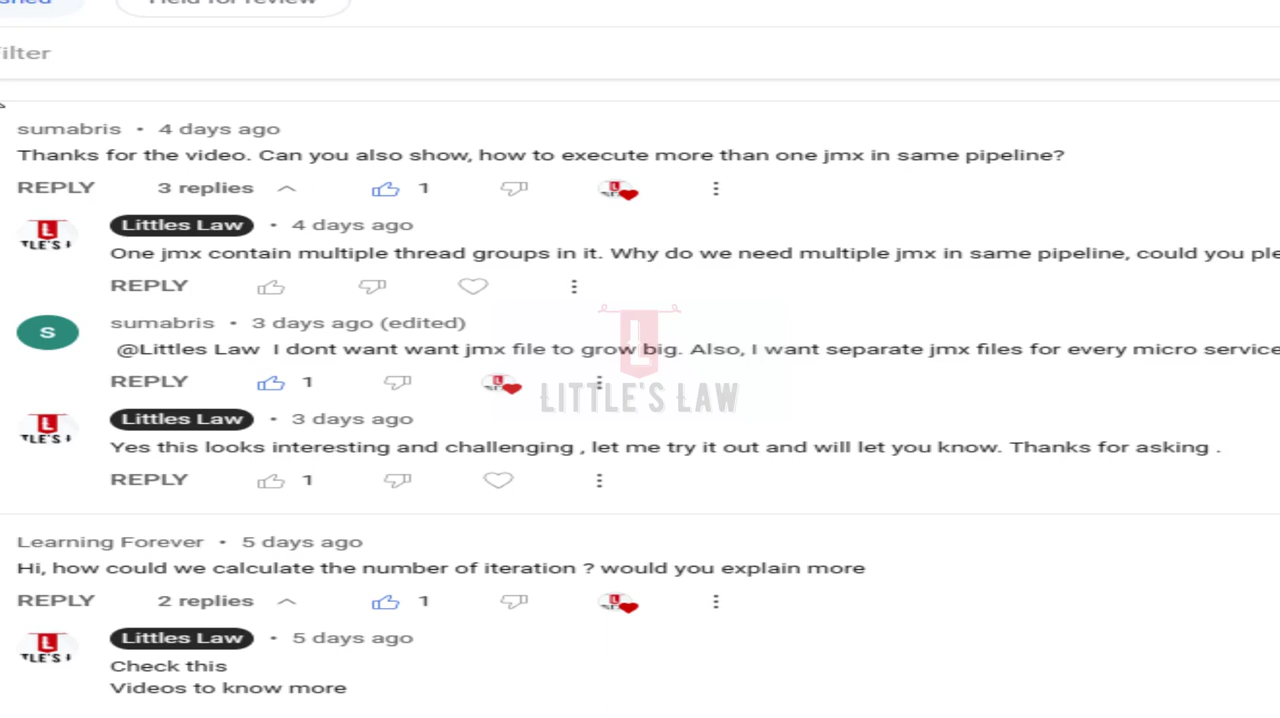 Held for review
Filter
sumabris • 4 days ago
Thanks for the video. Can you also show, how to execute more than one jmx in same pipeline?
REPLY 3 replies 1
Littles Law • 4 days ago
One jmx contain multiple thread groups in it. Why do we need multiple jmx in same pipeline, could you ple
REPLY
S sumabris • 3 days ago (edited)
@Littles Law I dont want want jmx file to grow big. Also, I want separate jmx files for every micro service
REPLY 1
LITTLE'S LAW
Littles Law • 3 days ago
Yes this looks interesting and challenging , let me try it out and will let you know. Thanks for asking .
REPLY 1
Learning Forever • 5 days ago
Hi, how could we calculate the number of iteration ? would you explain more
REPLY 2 replies 1
Littles Law • 5 days ago
Check this
Videos to know more